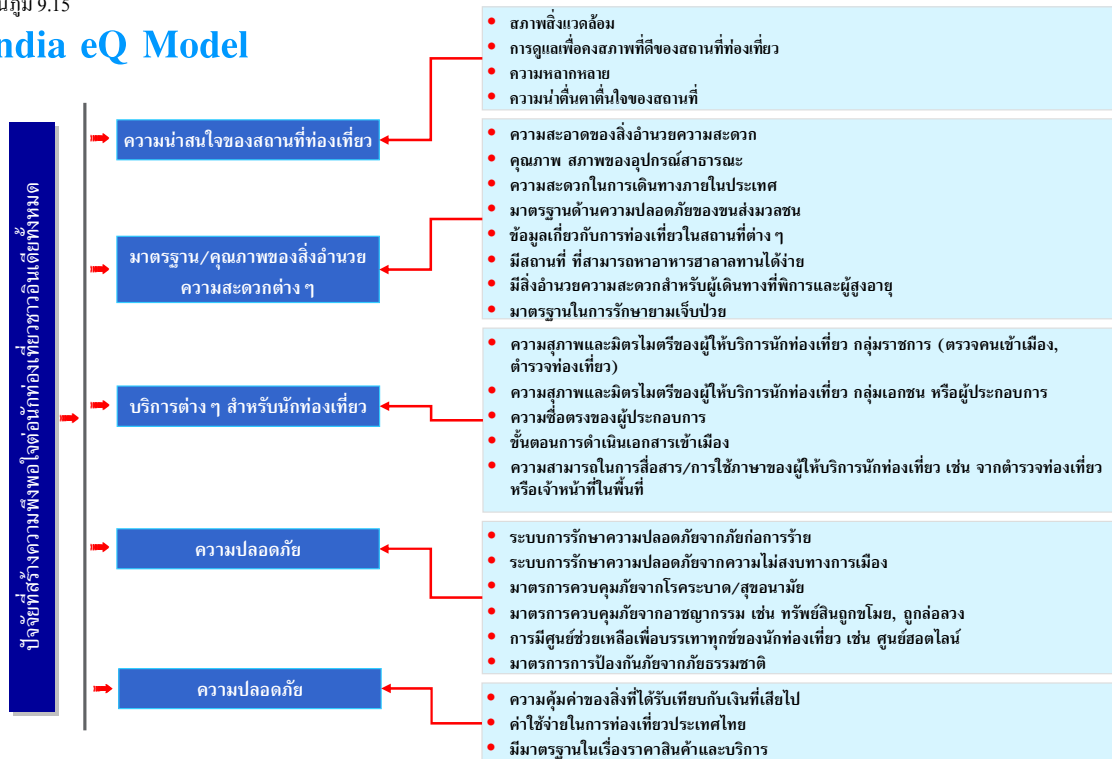 9.15
India eQ Model
ปัจจัยที่สร้างความพึงพอใจต่อนักท่องเที่ยวชาวอินเดียทั้งหมด
ความน่าสนใจของสถานที่ท่องเที่ยว
• สภาพสิ่งแวดล้อม
• การดูแลเพื่อคงสภาพที่ดีของสถานที่ท่องเที่ยว
• ความหลากหลาย
• ความน่าตื่นตาตื่นใจของสถานที่
มาตรฐาน/คุณภาพของสิ่งอำนวย
ความสะดวกต่าง ๆ
• ความสะอาดของสิ่งอำนวยความสะดวก
• คุณภาพ สภาพของอุปกรณ์สาธารณะ
• ความสะดวกในการเดินทางภายในประเทศ
• มาตรฐานด้านความปลอดภัยของขนส่งมวลชน
• ข้อมูลเกี่ยวกับการท่องเที่ยวในสถานที่ต่าง ๆ
• มีสถานที่ ที่สามารถหาอาหารฮาลาลทานได้ง่าย
• มีสิ่งอำนวยความสะดวกสำหรับผู้เดินทางที่พิการและผู้สูงอายุ
• มาตรฐานในการรักษายามเจ็บป่วย
บริการต่าง ๆ สำหรับนักท่องเที่ยว
• ความสุภาพและมิตรไมตรีของผู้ให้บริการนักท่องเที่ยว กลุ่มราชการ (ตรวจคนเข้าเมือง,
ตำรวจท่องเที่ยว)
• ความสุภาพและมิตรไมตรีของผู้ให้บริการนักท่องเที่ยว กลุ่มเอกชน หรือผู้ประกอบการ
• ความซื่อตรงของผู้ประกอบการ
• ขั้นตอนการดำเนินเอกสารเข้าเมือง
• ความสามารถในการสื่อสาร/การใช้ภาษาของผู้ให้บริการนักท่องเที่ยว เช่น จากตำรวจท่องเที่ยว
หรือเจ้าหน้าที่ในพื้นที่
ความปลอดภัย
• ระบบการรักษาความปลอดภัยจากภัยก่อการร้าย
• ระบบการรักษาความปลอดภัยจากความไม่สงบทางการเมือง
• มาตรการควบคุมภัยจากโรคระบาด/สุขอนามัย
• มาตรการควบคุมภัยจากอาชญากรรม เช่น ทรัพย์สินถูกขโมย, ถูกล่อลวง
• การมีศูนย์ช่วยเหลือเพื่อบรรเทาทุกข์ของนักท่องเที่ยว เช่น ศูนย์ฮอตไลน์
• มาตรการการป้องกันภัยจากภัยธรรมชาติ
ความปลอดภัย
• ความคุ้มค่าของสิ่งที่ได้รับเทียบกับเงินที่เสียไป
• ค่าใช้จ่ายในการท่องเที่ยวประเทศไทย
• มีมาตรฐานในเรื่องราคาสินค้าและบริการ